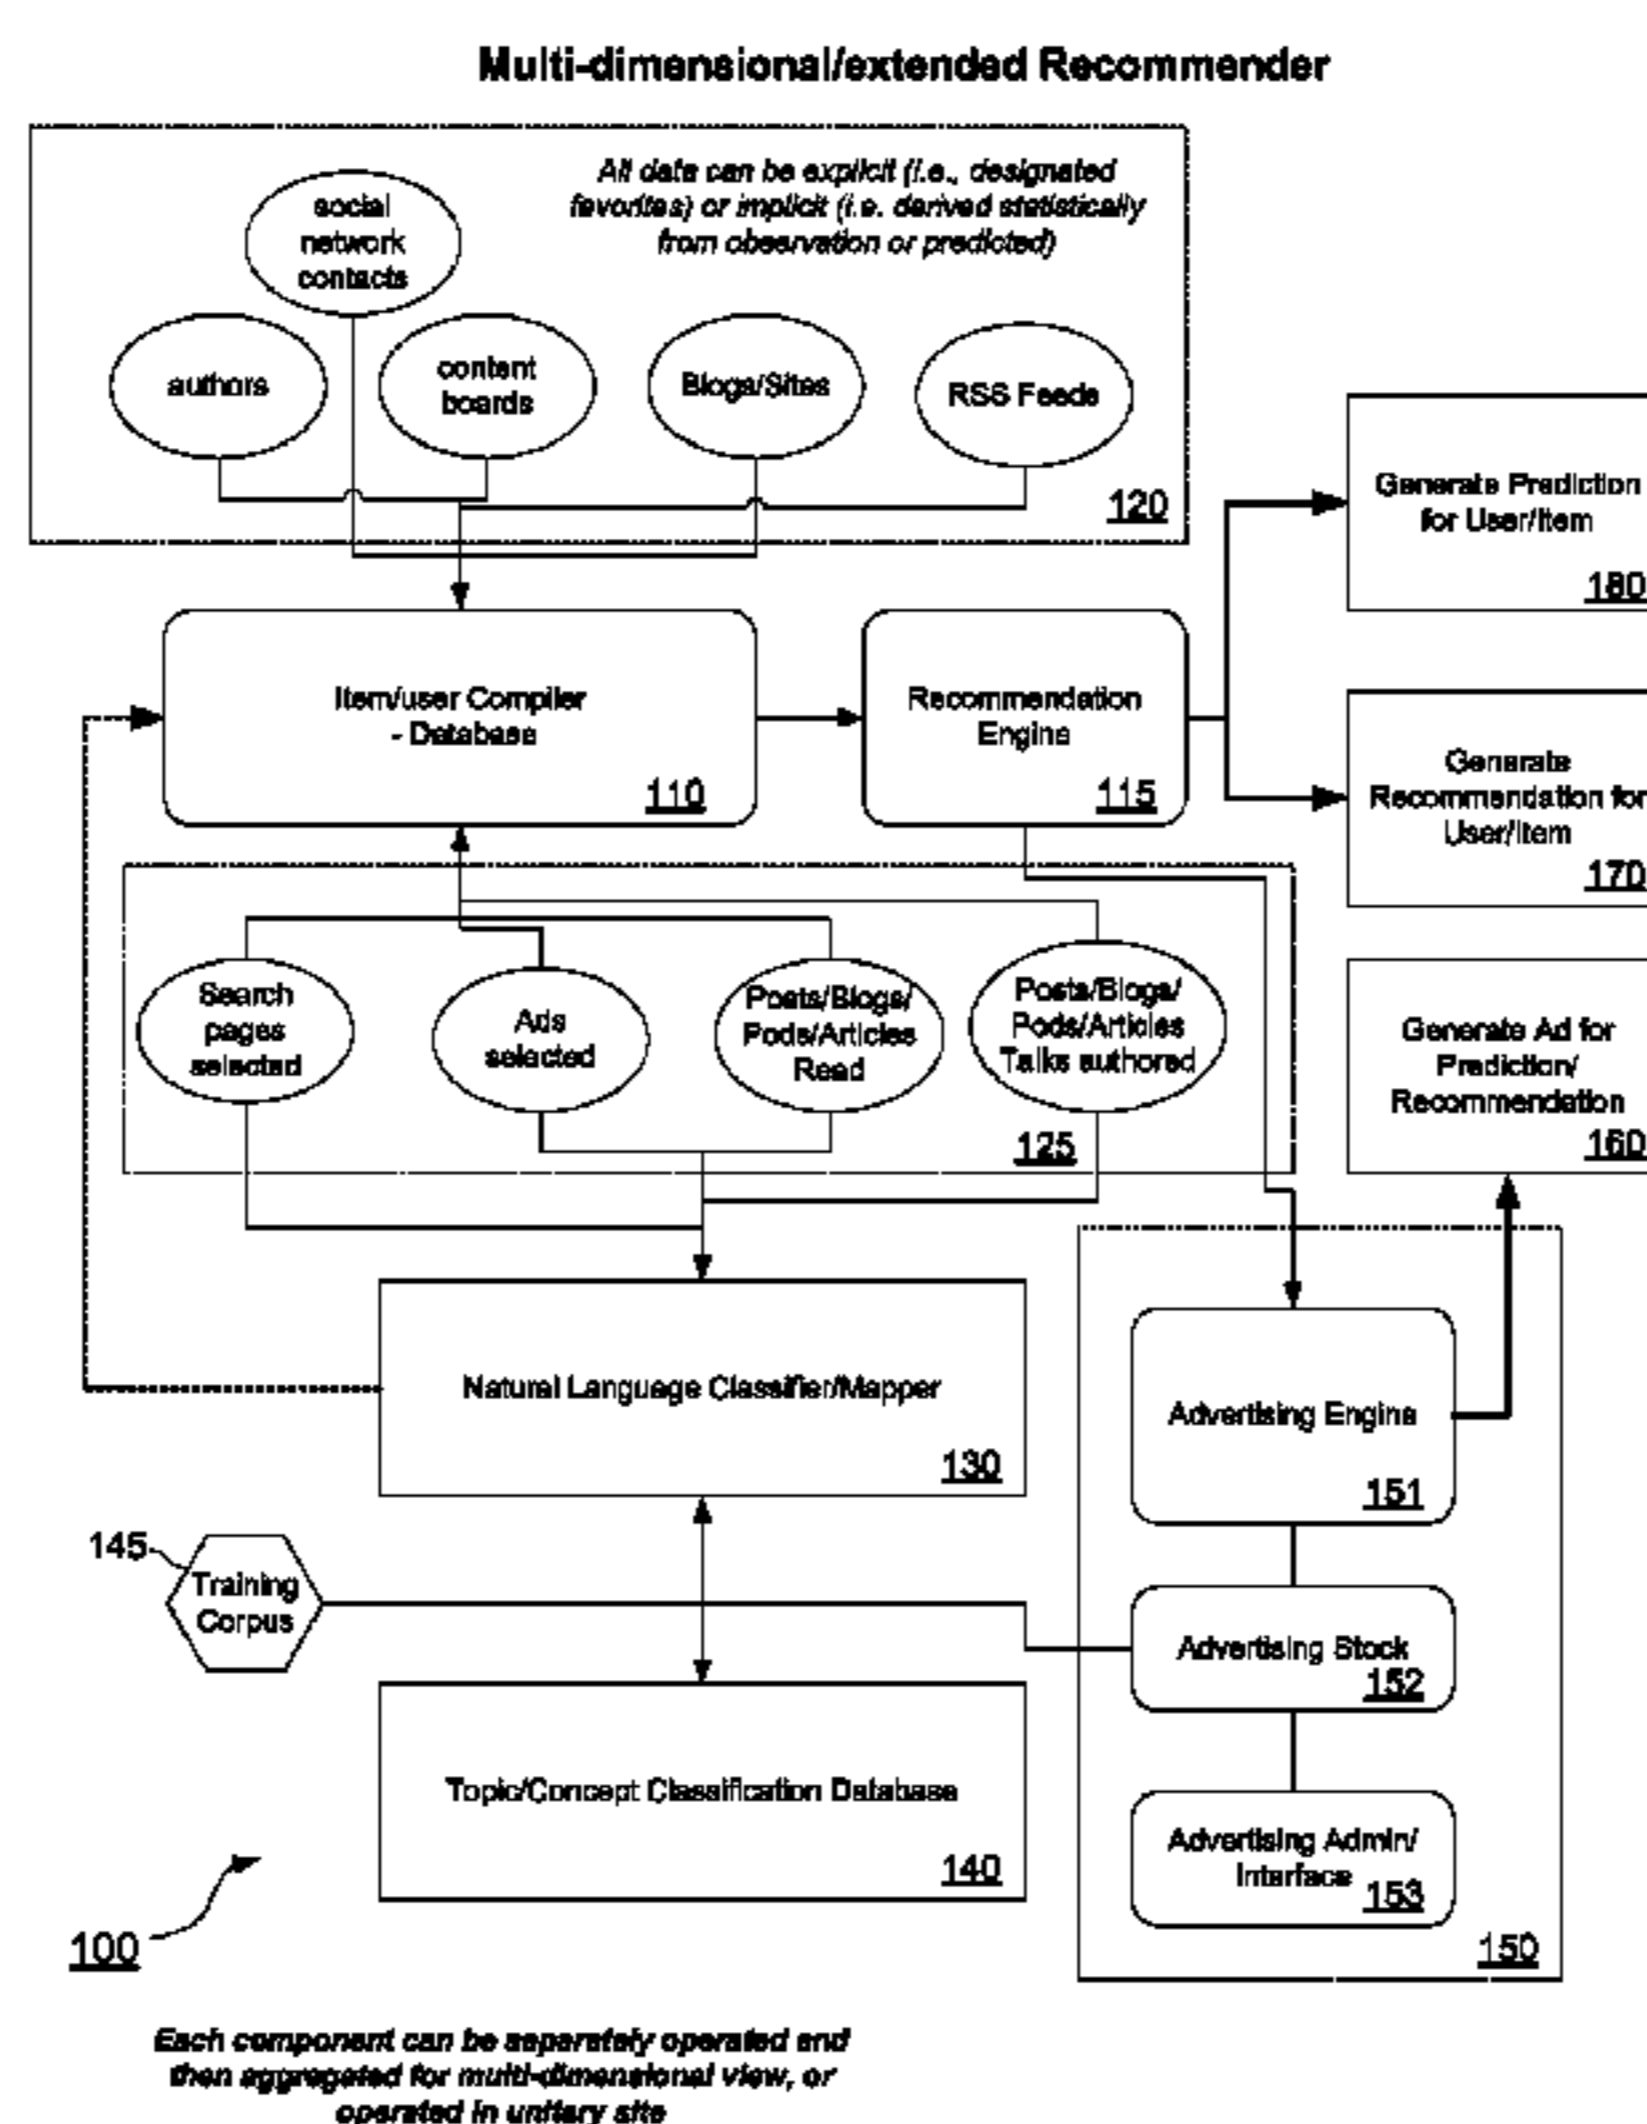 Multi-dimensional/extended Recommender
All data can be explicit (i.e., designated
favorites) or implicit (i.e. derived statistically
from observation or predicted)
social
network
contacts
authors
content
boards
Blogs/Sites
RSS Feeds
120
Generate Prediction
for User/Item
180
Item/user Compiler
- Database
110
Recommendation
Engine
115
Generate
Recommendation for
User/Item
170
Search
pages
selected
Ads
selected
Posts/Blogs/
Pods/Articles
Read
Posts/Blogs/
Pods/Articles
Talks authored
125
Generate Ad for
Prediction/
Recommendation
160
Natural Language Classifier/Mapper
130
Advertising Engine
151
145
Training
Corpus
Advertising Stock
152
Topic/Concept Classification Database
140
Advertising Admin/
Interface
153
150
100
Each component can be separately operated and
then aggregated for multi-dimensional view, or
operated in unitary site